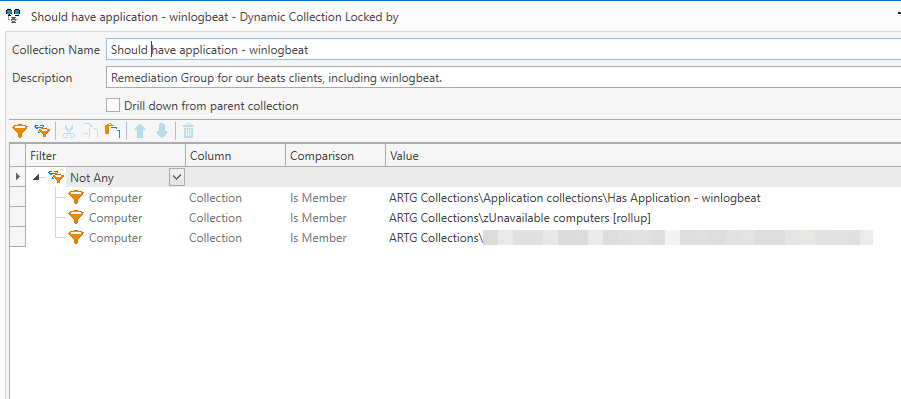 Should have application - winlogbeat - Dynamic Collection Locked by
Collection Name Should have application - winlogbeat
Description Remediation Group for our beats clients, including winlogbeat.
Drill down from parent collection
Filter Column Comparison Value
Not Any
Computer Collection Is Member ARTG Collections\Application collections\Has Application - winlogbeat
Computer Collection Is Member ARTG Collections\zUnavailable computers [rollup]
Computer Collection Is Member ARTG Collections\